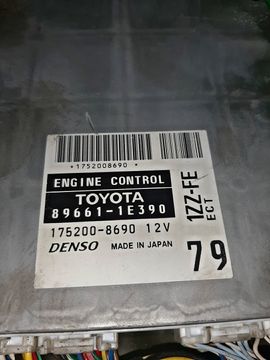 *1752008690*
ENGINE CONTROL
TOYOTA
89661-1E390
175200-8690 12V
DENSO MADE IN JAPAN
1ZZ-FE
ECT
79